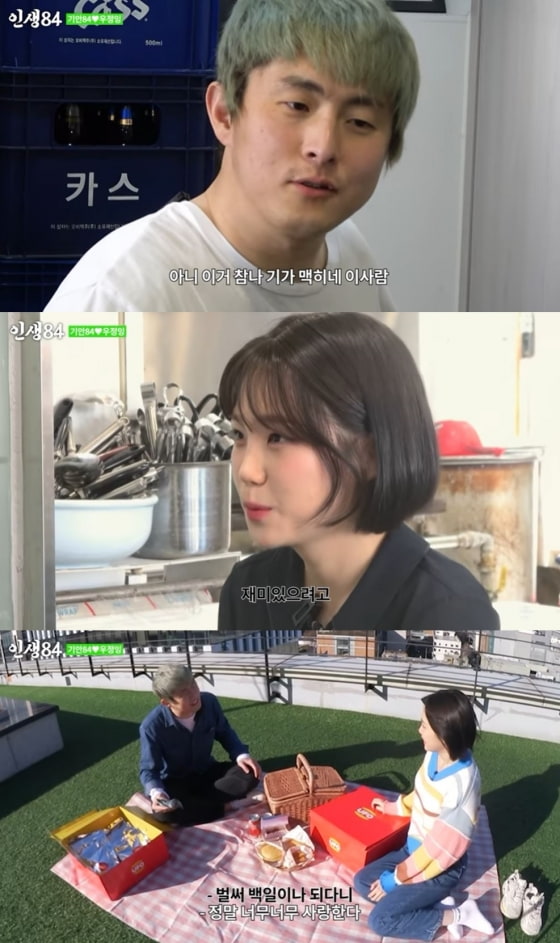 CaSS
인생84 기안84♥우정잉
500ml
카스
아니 이거 참나 기가 맥히네 이사람
인생84 기안84♥우정잉
재미있으려고
인생84 기안84♥우정잉
- 벌써 백일이나 되다니
- 정말 너무너무 사랑한다